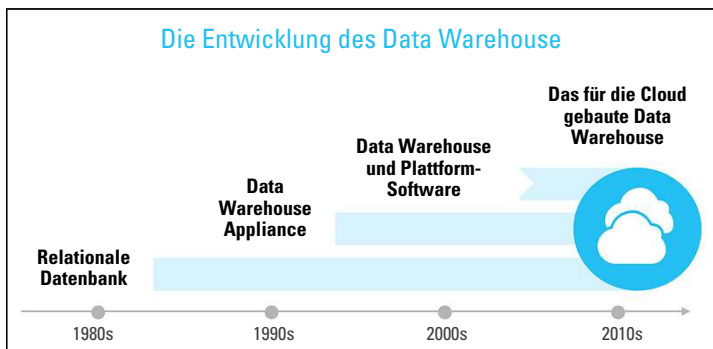 Die Entwicklung des Data Warehouse
Das für die Cloud
gebaute Data
Warehouse
Data Warehouse
und Plattform-
Software
Data
Warehouse
Appliance
Relationale
Datenbank
1980s
1990s
2000s
2010s